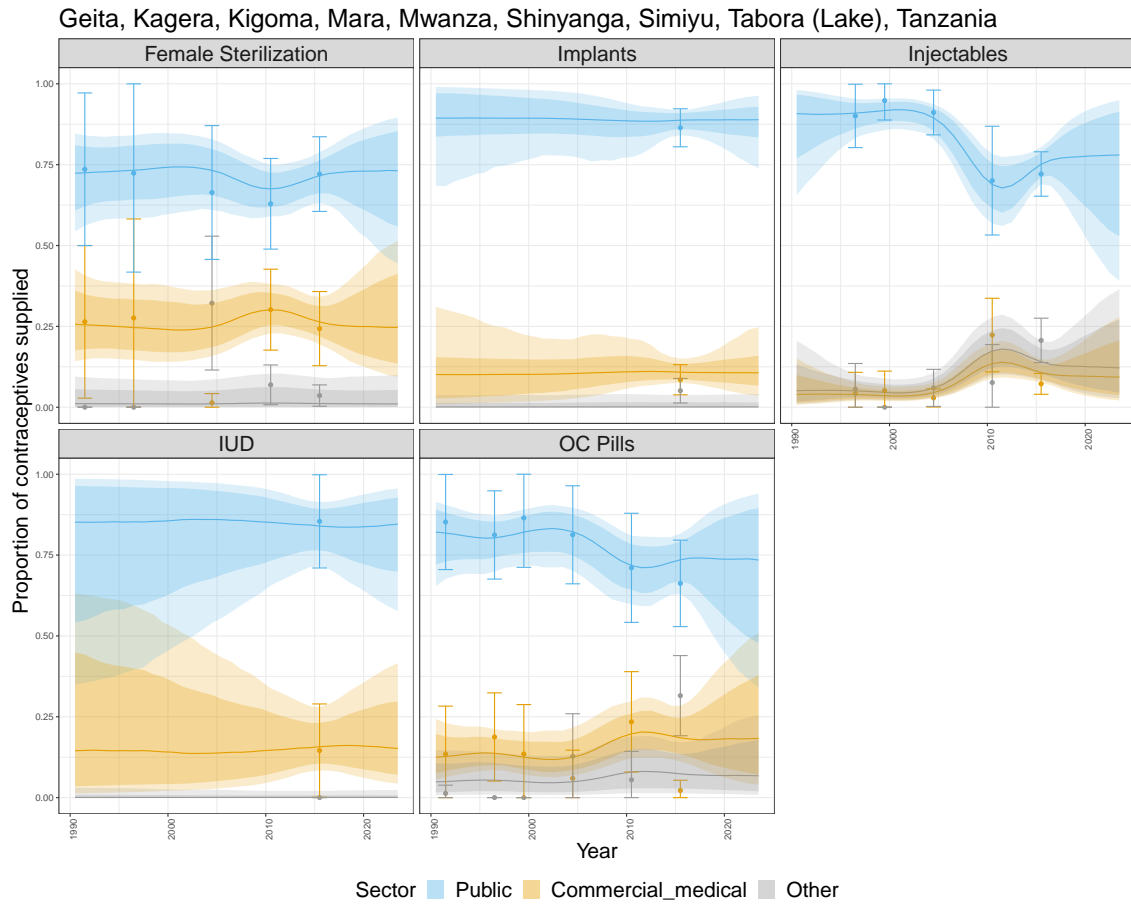 Geita, Kagera, Kigoma, Mara, Mwanza, Shinyanga, Simiyu, Tabora (Lake), Tanzania
Female Sterilization
Implants
Injectables
1.00
0.75
0.50
0.25
0.00
1990
2000
2010
2020
IUD
OC Pills
1.00
0.75
0.50
0.25
0.00
1990
2000
2010
2020
1990
2000
2010
2020
Proportion of contraceptives supplied
Year
Sector Public Commercial_medical Other